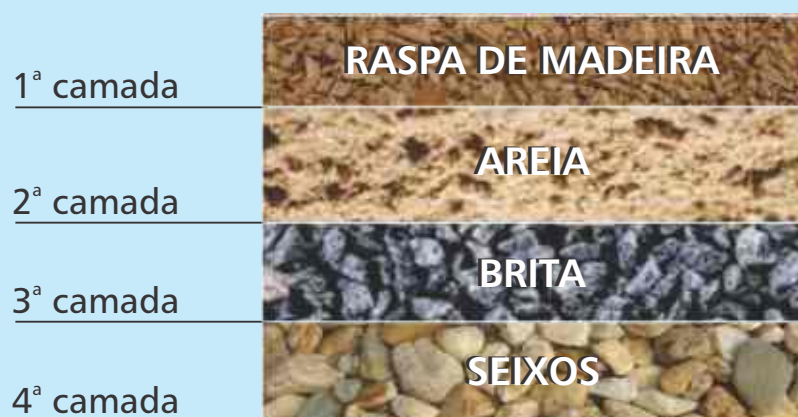 1ª camada
RASPA DE MADEIRA
2ª camada
AREIA
3ª camada
BRITA
4ª camada
SEIXOS